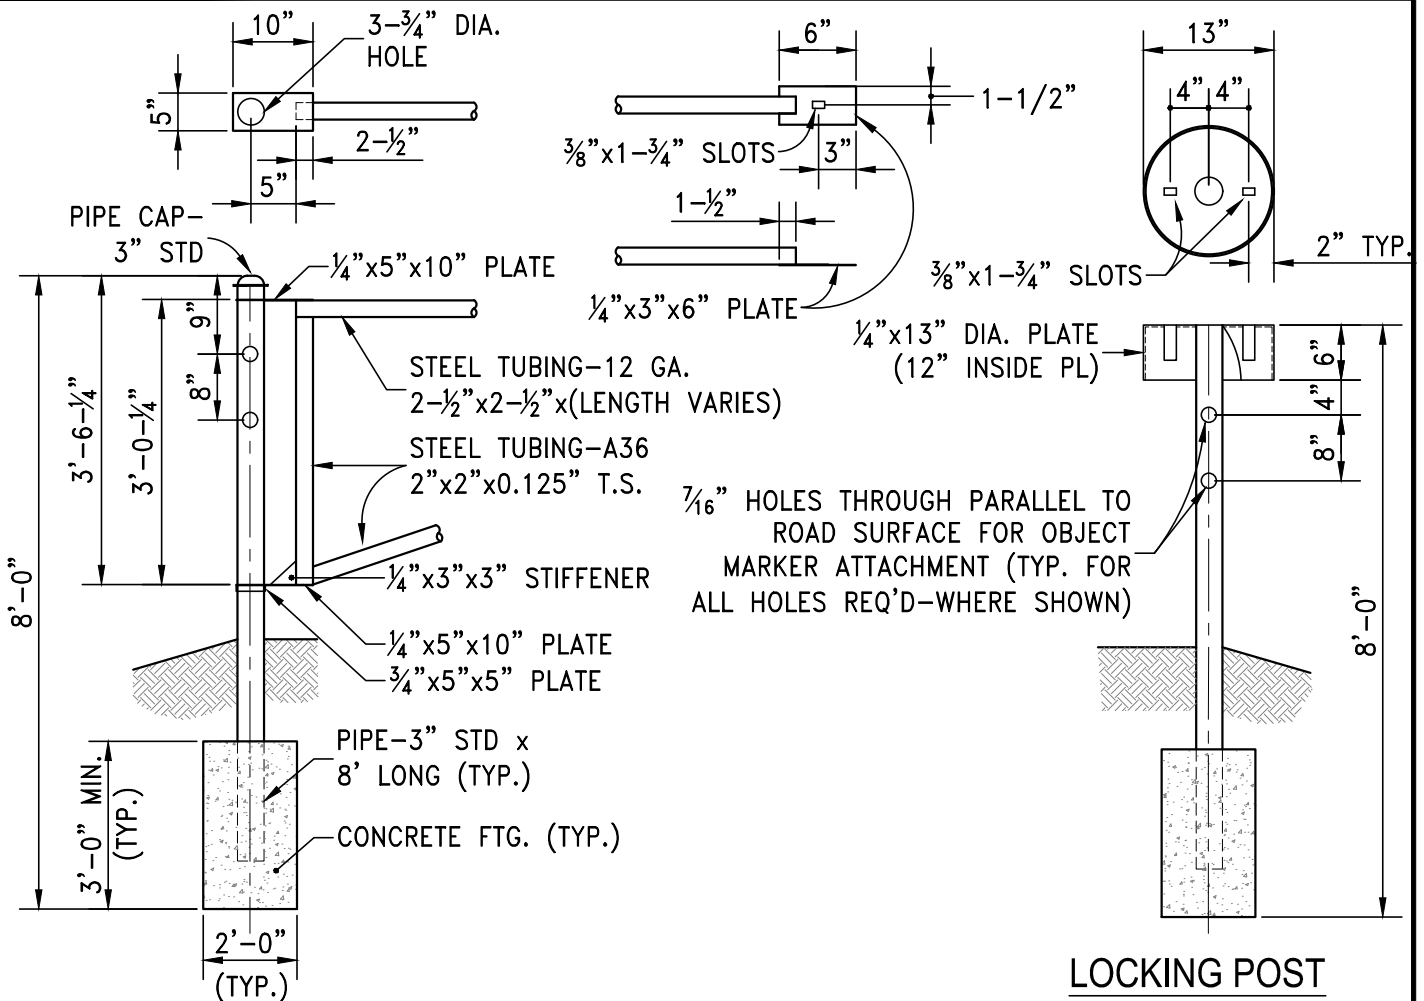 10”
3-¾” DIA.
HOLE
5”
2-½”
5”
PIPE CAP-
3” STD
¼”x5”x10” PLATE
9”
8”
3’-6-¼”
3’-0-¼”
8’-0”
STEEL TUBING-12 GA.
2-½”x2-½”x(LENGTH VARIES)
STEEL TUBING-A36
2”x2”x0.125” T.S.
¼”x3”x3” STIFFENER
¼”x5”x10” PLATE
¾”x5”x5” PLATE
PIPE-3” STD x
8’ LONG (TYP.)
CONCRETE FTG. (TYP.)
3’-0” MIN.
(TYP.)
2’-0”
(TYP.)
6”
1-1/2”
⅜”x1-¾” SLOTS
3”
1-½”
¼”x3”x6” PLATE
13”
4”
4”
⅜”x1-¾” SLOTS
2” TYP.
¼”x13” DIA. PLATE
(12” INSIDE PL)
6”
4”
8”
7⁄16” HOLES THROUGH PARALLEL TO
ROAD SURFACE FOR OBJECT
MARKER ATTACHMENT (TYP. FOR
ALL HOLES REQ’D-WHERE SHOWN)
8’-0”
LOCKING POST